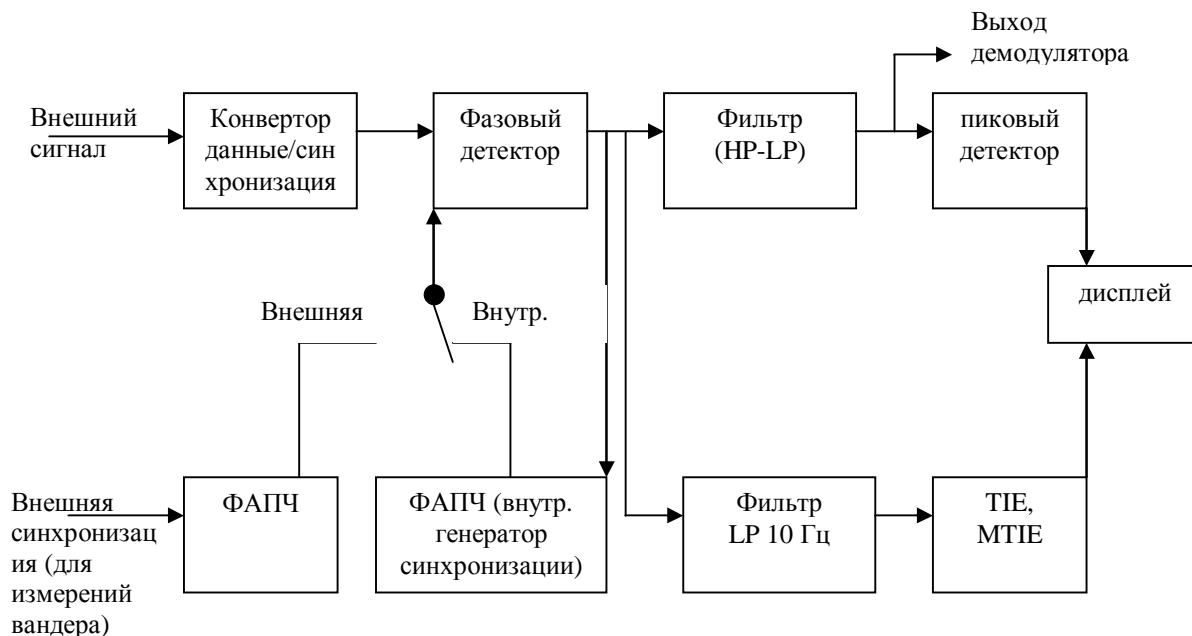 Выход
демодулятора
Внешний
сигнал
Конвертор
данные/син
хронизация
Фазовый
детектор
Фильтр
(HP-LP)
пиковый
детектор
дисплей
Внешняя
Внутр.
Внешняя
синхронизац
ия (для
измерений
вандера)
ФАПЧ
ФАПЧ (внутр.
генератор
синхронизации)
Фильтр
LP 10 Гц
TIE,
MTIE